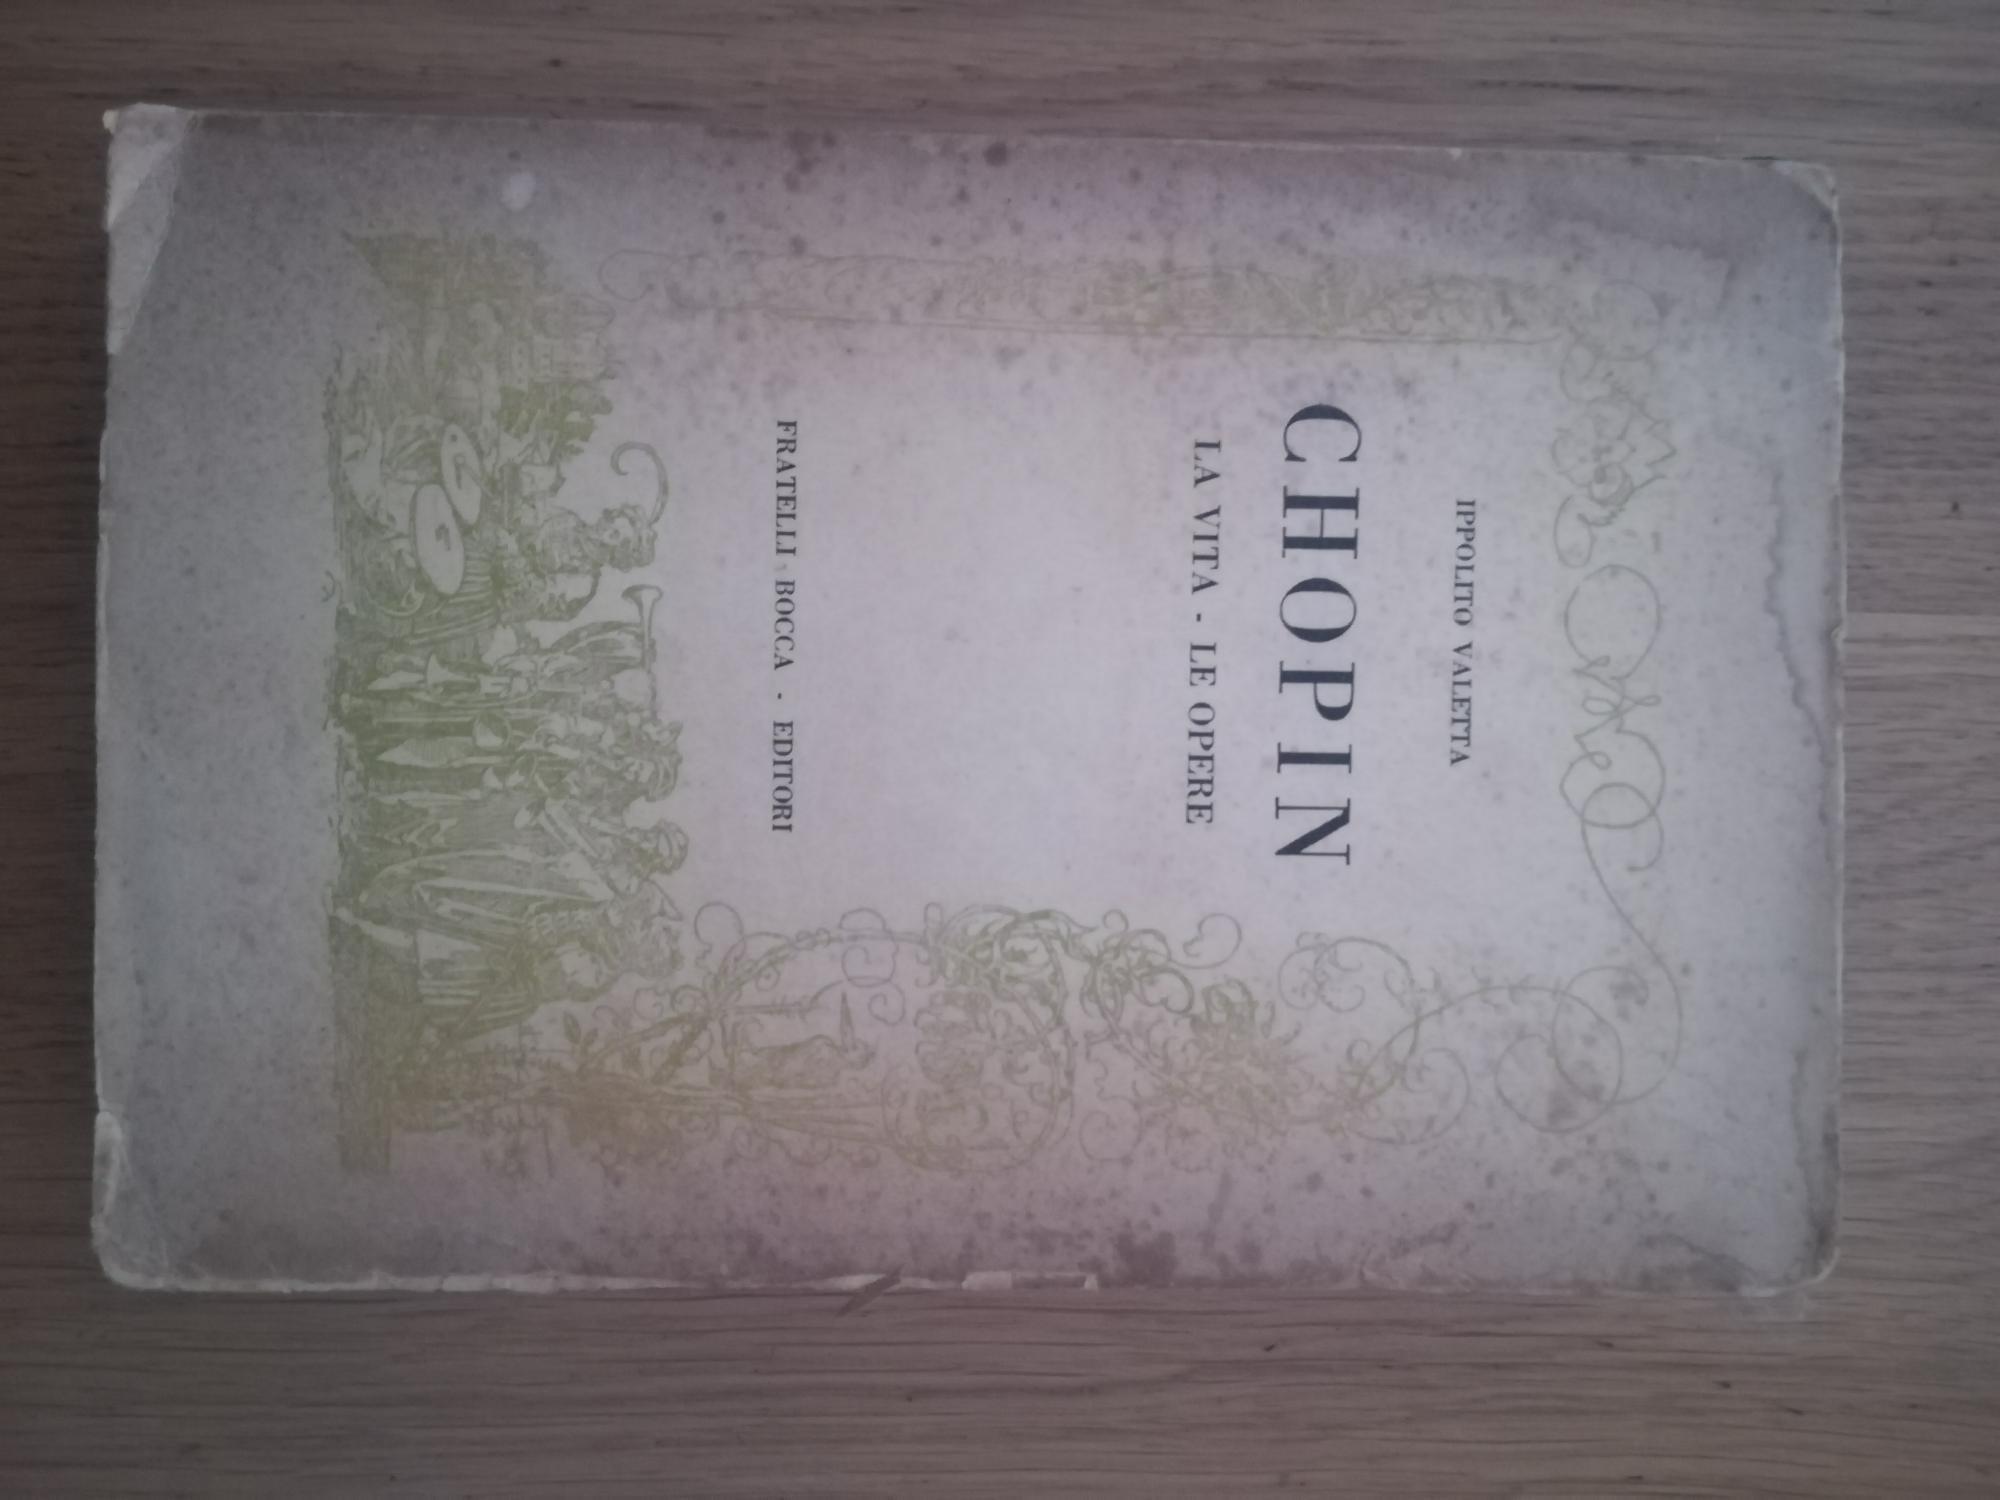 IPPOLITO VALETTA
CHOPIN
LA VITA - LE OPERE
FRATELLI BOCCA - EDITORI